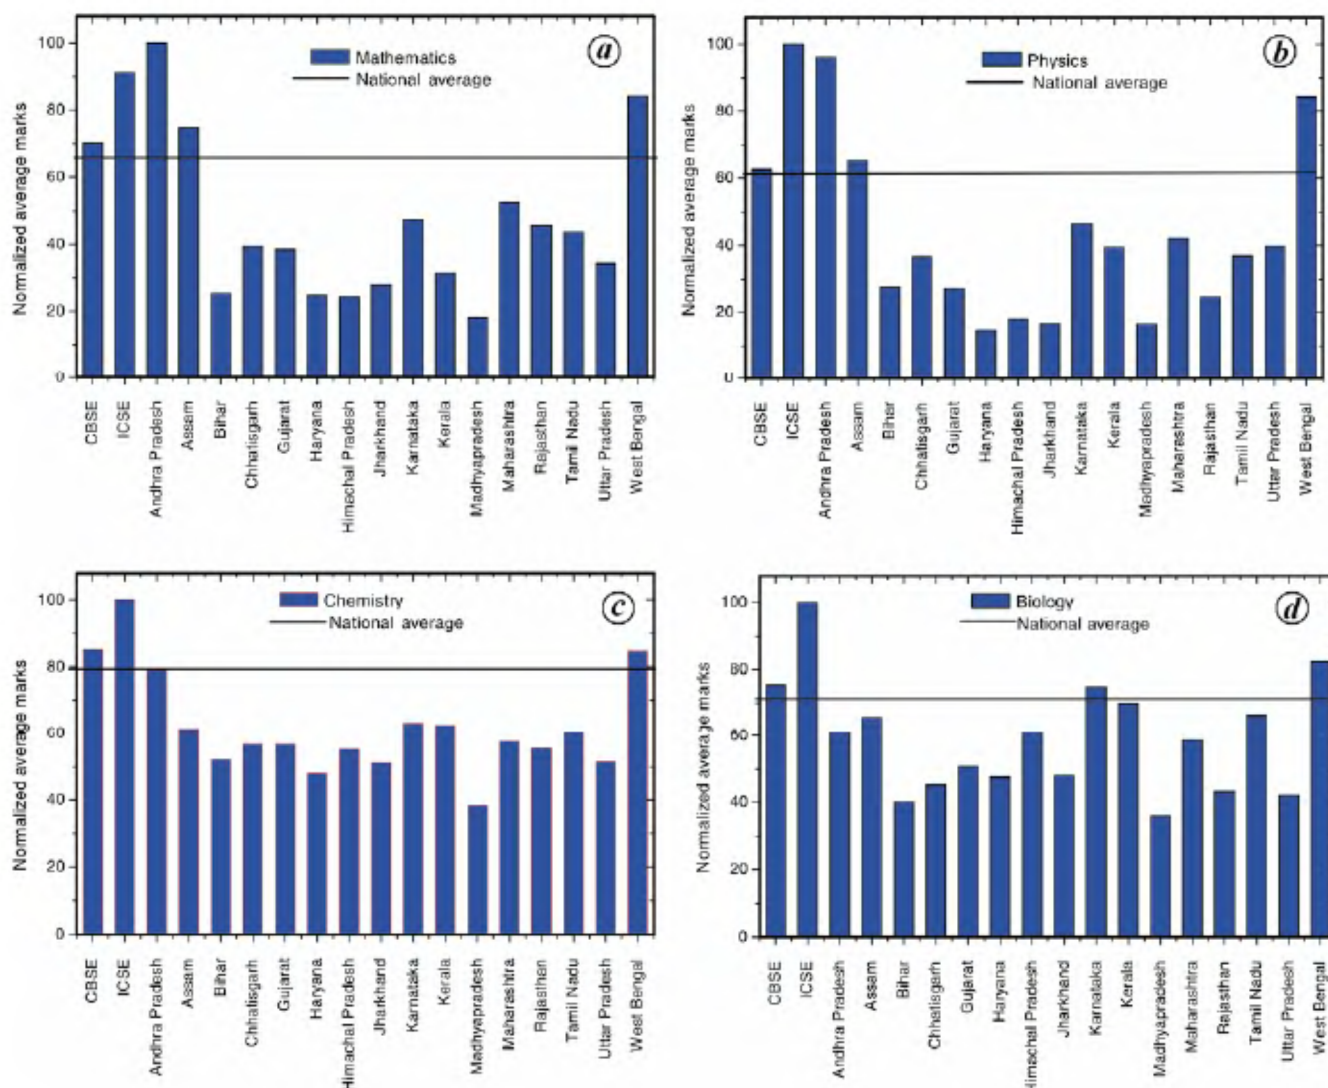 Mathematics
National average
a
Normalized average marks
100
80
60
40
20
0
CBSE
ICSE
Andhra Pradesh
Assam
Bihar
Chhatisgarh
Gujarat
Haryana
Himachal Pradesh
Jharkhand
Karnataka
Kerala
Madhyapradesh
Maharashtra
Rajasthan
Tamil Nadu
Uttar Pradesh
West Bengal
Physics
National average
b
Normalized average marks
100
80
60
40
20
0
CBSE
ICSE
Andhra Pradesh
Assam
Bihar
Chhatisgarh
Gujarat
Haryana
Himachal Pradesh
Jharkhand
Karnataka
Kerala
Madhyapradesh
Maharashtra
Rajasthan
Tamil Nadu
Uttar Pradesh
West Bengal
Chemistry
National average
c
Normalized average marks
100
80
60
40
20
0
CBSE
ICSE
Andhra Pradesh
Assam
Bihar
Chhatisgarh
Gujarat
Haryana
Himachal Pradesh
Jharkhand
Karnataka
Kerala
Madhyapradesh
Maharashtra
Rajasthan
Tamil Nadu
Uttar Pradesh
West Bengal
Biology
National average
d
Normalized average marks
100
80
60
40
20
0
CBSE
ICSE
Andhra Pradesh
Assam
Bihar
Chhatisgarh
Gujarat
Haryana
Himachal Pradesh
Jharkhand
Karnataka
Kerala
Madhyapradesh
Maharashtra
Rajasthan
Tamil Nadu
Uttar Pradesh
West Bengal